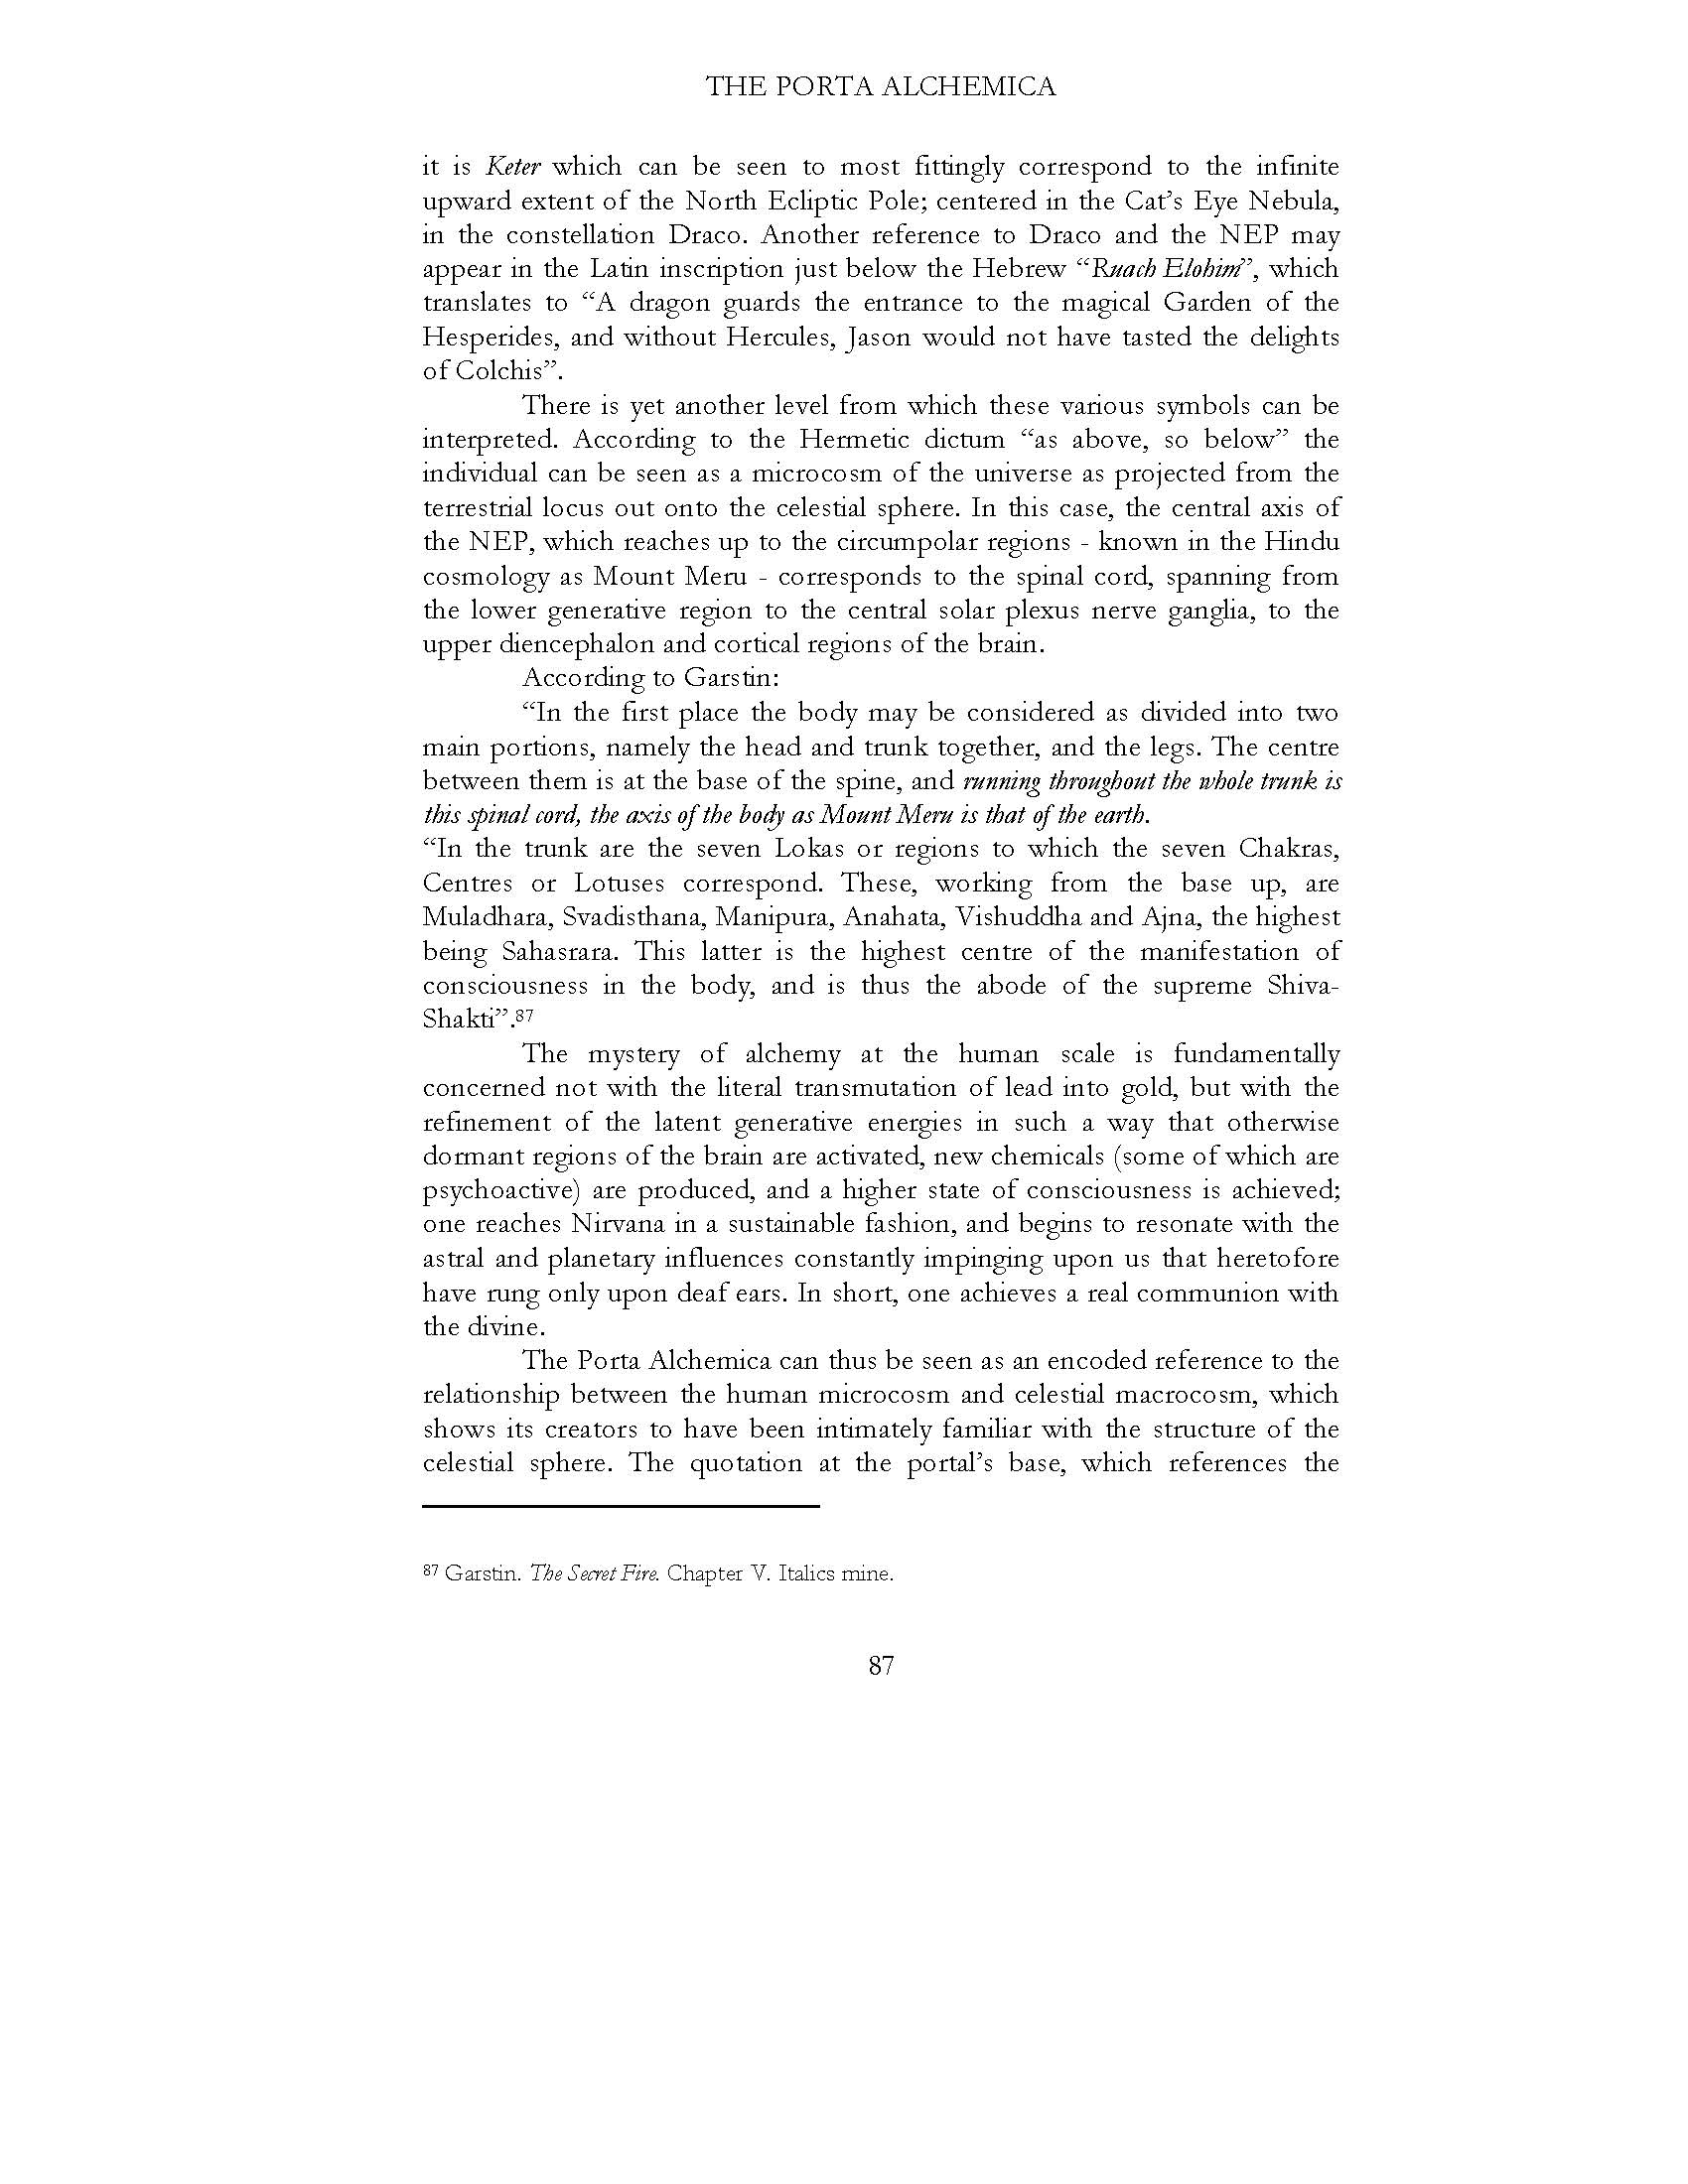 THE PORTA ALCHEMICA
it is Keter which can be seen to most fittingly correspond to the infinite
upward extent of the North Ecliptic Pole; centered in the Cat’s Eye Nebula,
in the constellation Draco. Another reference to Draco and the NEP may
appear in the Latin inscription just below the Hebrew “Ruach Elohim”, which
translates to “A dragon guards the entrance to the magical Garden of the
Hesperides, and without Hercules, Jason would not have tasted the delights
of Colchis”.
There is yet another level from which these various symbols can be
interpreted. According to the Hermetic dictum “as above, so below” the
individual can be seen as a microcosm of the universe as projected from the
terrestrial locus out onto the celestial sphere. In this case, the central axis of
the NEP, which reaches up to the circumpolar regions - known in the Hindu
cosmology as Mount Meru - corresponds to the spinal cord, spanning from
the lower generative region to the central solar plexus nerve ganglia, to the
upper diencephalon and cortical regions of the brain.
According to Garstin:
“In the first place the body may be considered as divided into two
main portions, namely the head and trunk together, and the legs. The centre
between them is at the base of the spine, and running throughout the whole trunk is
this spinal cord, the axis of the body as Mount Meru is that of the earth.
“In the trunk are the seven Lokas or regions to which the seven Chakras,
Centres or Lotuses correspond. These, working from the base up, are
Muladhara, Svadisthana, Manipura, Anahata, Vishuddha and Ajna, the highest
being Sahasrara. This latter is the highest centre of the manifestation of
consciousness in the body, and is thus the abode of the supreme Shiva-
Shakti”.87
The mystery of alchemy at the human scale is fundamentally
concerned not with the literal transmutation of lead into gold, but with the
refinement of the latent generative energies in such a way that otherwise
dormant regions of the brain are activated, new chemicals (some of which are
psychoactive) are produced, and a higher state of consciousness is achieved;
one reaches Nirvana in a sustainable fashion, and begins to resonate with the
astral and planetary influences constantly impinging upon us that heretofore
have rung only upon deaf ears. In short, one achieves a real communion with
the divine.
The Porta Alchemica can thus be seen as an encoded reference to the
relationship between the human microcosm and celestial macrocosm, which
shows its creators to have been intimately familiar with the structure of the
celestial sphere. The quotation at the portal’s base, which references the
87 Garstin. The Secret Fire. Chapter V. Italics mine.
87